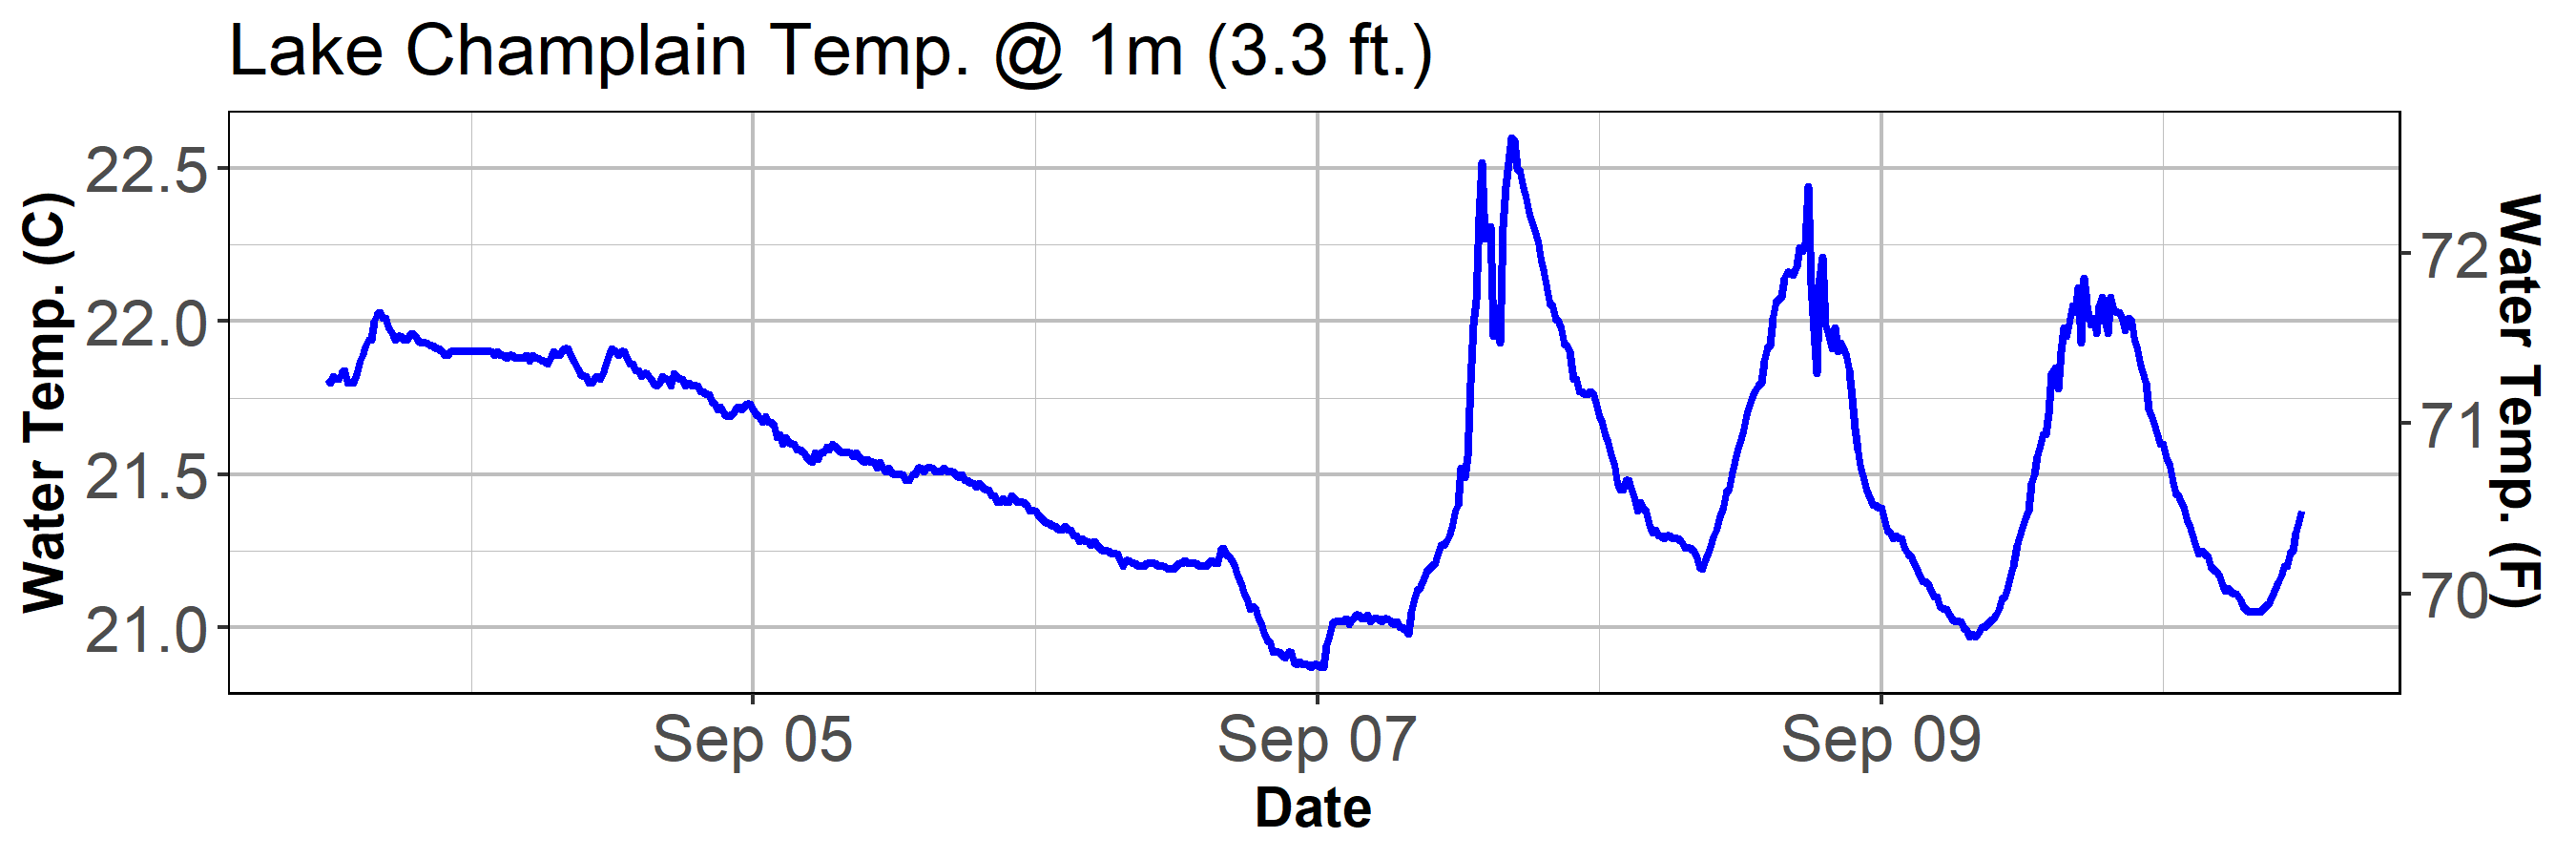 Lake Champlain Temp. @ 1m (3.3 ft.)
Water Temp. (C)
22.5
22.0
21.5
21.0
72
71
70
Water Temp. (F)
Sep 05
Sep 07
Sep 09
Date